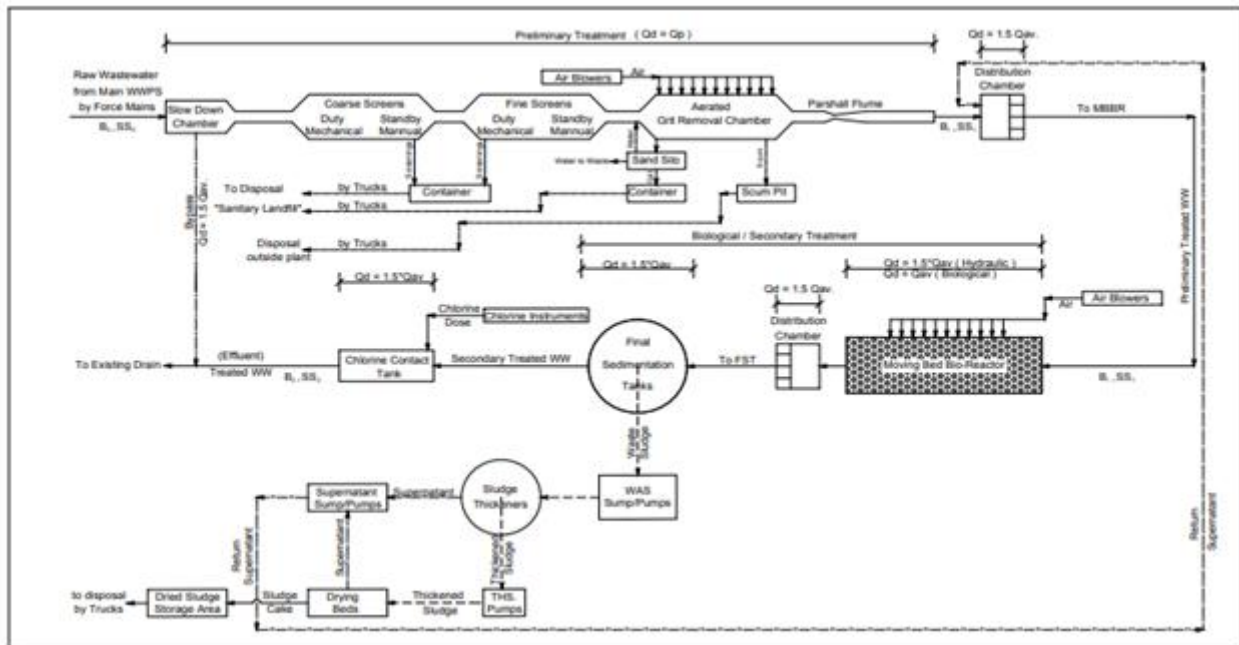 Preliminary Treatment ( Qd = Qp )
Qd = 1.5 Qav.
Raw Wastewater
from Main WWPS
by Force Mains
Slow Down
Chamber
Coarse Screens
Duty
Mechanical
Standby
Mannual
Fine Screens
Duty
Mechanical
Standby
Mannual
Air Blowers
Air
Aerated
Grit Removal Chamber
Parshall Flume
Distribution
Chamber
To MBBR
Screening
Screening
Water to Waste
Sand Silo
Scum
To Disposal
"Sanitary Landfill"
by Trucks
by Trucks
Container
Container
Scum Pit
Bypass
Qd = 1.5 Qav.
Disposal
outside plant
by Trucks
Biological / Secondary Treatment
Qd = 1.5*Qav
Qd = 1.5*Qav
Qd = 1.5 Qav.
Qd = 1.5*Qav ( Hydraulic )
Qd = Qav ( Biological )
Preliminary Treated WW
Chlorine
Dose
Chlorine Instruments
Distribution
Chamber
Air
Air Blowers
To Existing Drain
(Effluent)
Treated WW
Chlorine Contact
Tank
Secondary Treated WW
Final
Sedimentation
Tanks
To FST
Moving Bed Bio-Reactor
Waste
Sludge
Supernatant
Sump/Pumps
Supernatant
Sludge
Thickeners
WAS
Sump/Pumps
Return
Supernatant
Supernatant
Thickened
Sludge
Return
Supernatant
to disposal
by Trucks
Dried Sludge
Storage Area
Sludge
Cake
Drying
Beds
Thickened
Sludge
THS.
Pumps